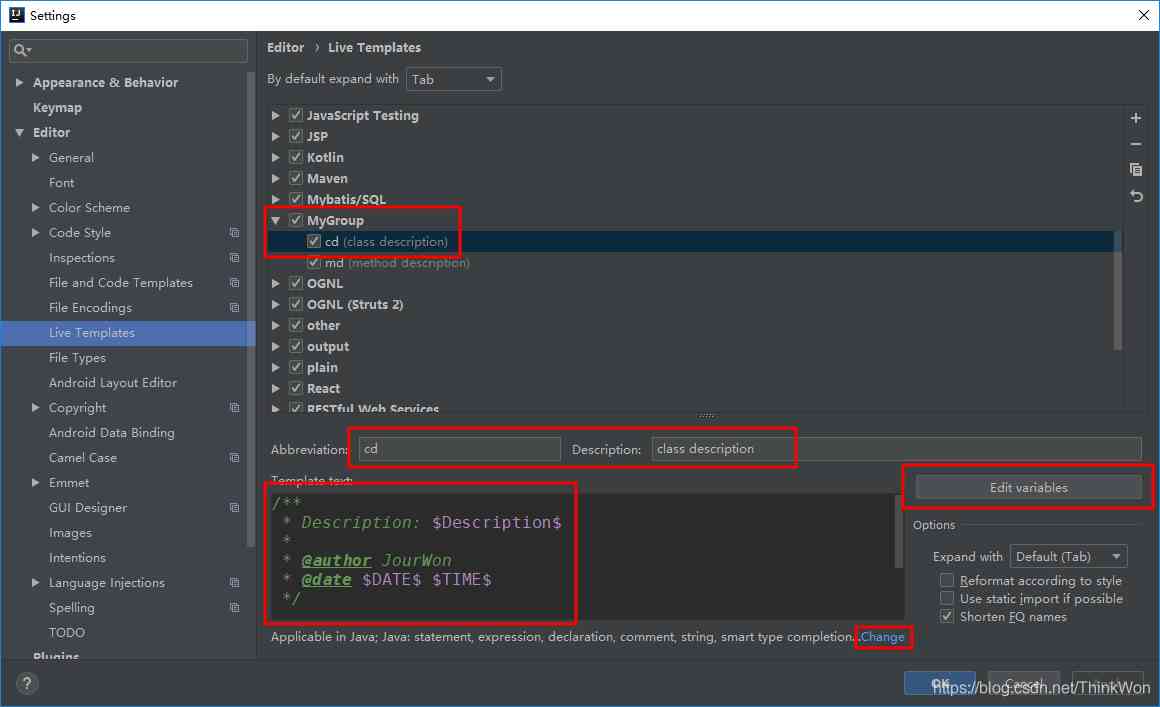 Settings
Appearance & Behavior
Keymap
Editor
General
Font
Color Scheme
Code Style
Inspections
File and Code Templates
File Encodings
Live Templates
File Types
Android Layout Editor
Copyright
Android Data Binding
Camel Case
Emmet
GUI Designer
Images
Intentions
Language Injections
Spelling
TODO
Plugins
Editor › Live Templates
By default expand with Tab
JavaScript Testing
JSP
Kotlin
Maven
Mybatis/SQL
MyGroup
cd (class description)
md (method description)
OGNL
OGNL (Struts 2)
other
output
plain
React
RESTful Web Services
Abbreviation: cd Description: class description
Template text:
/**
* Description: $Description$
*
* @author JourWon
* @date $DATE$ $TIME$
*/
Edit variables
Options
Expand with Default (Tab)
Reformat according to style
Use static import if possible
Shorten FQ names
Applicable in Java; Java: statement, expression, declaration, comment, string, smart type completion...Change
?
OK Cancel
https://blog.csdn.net/ThinkWon